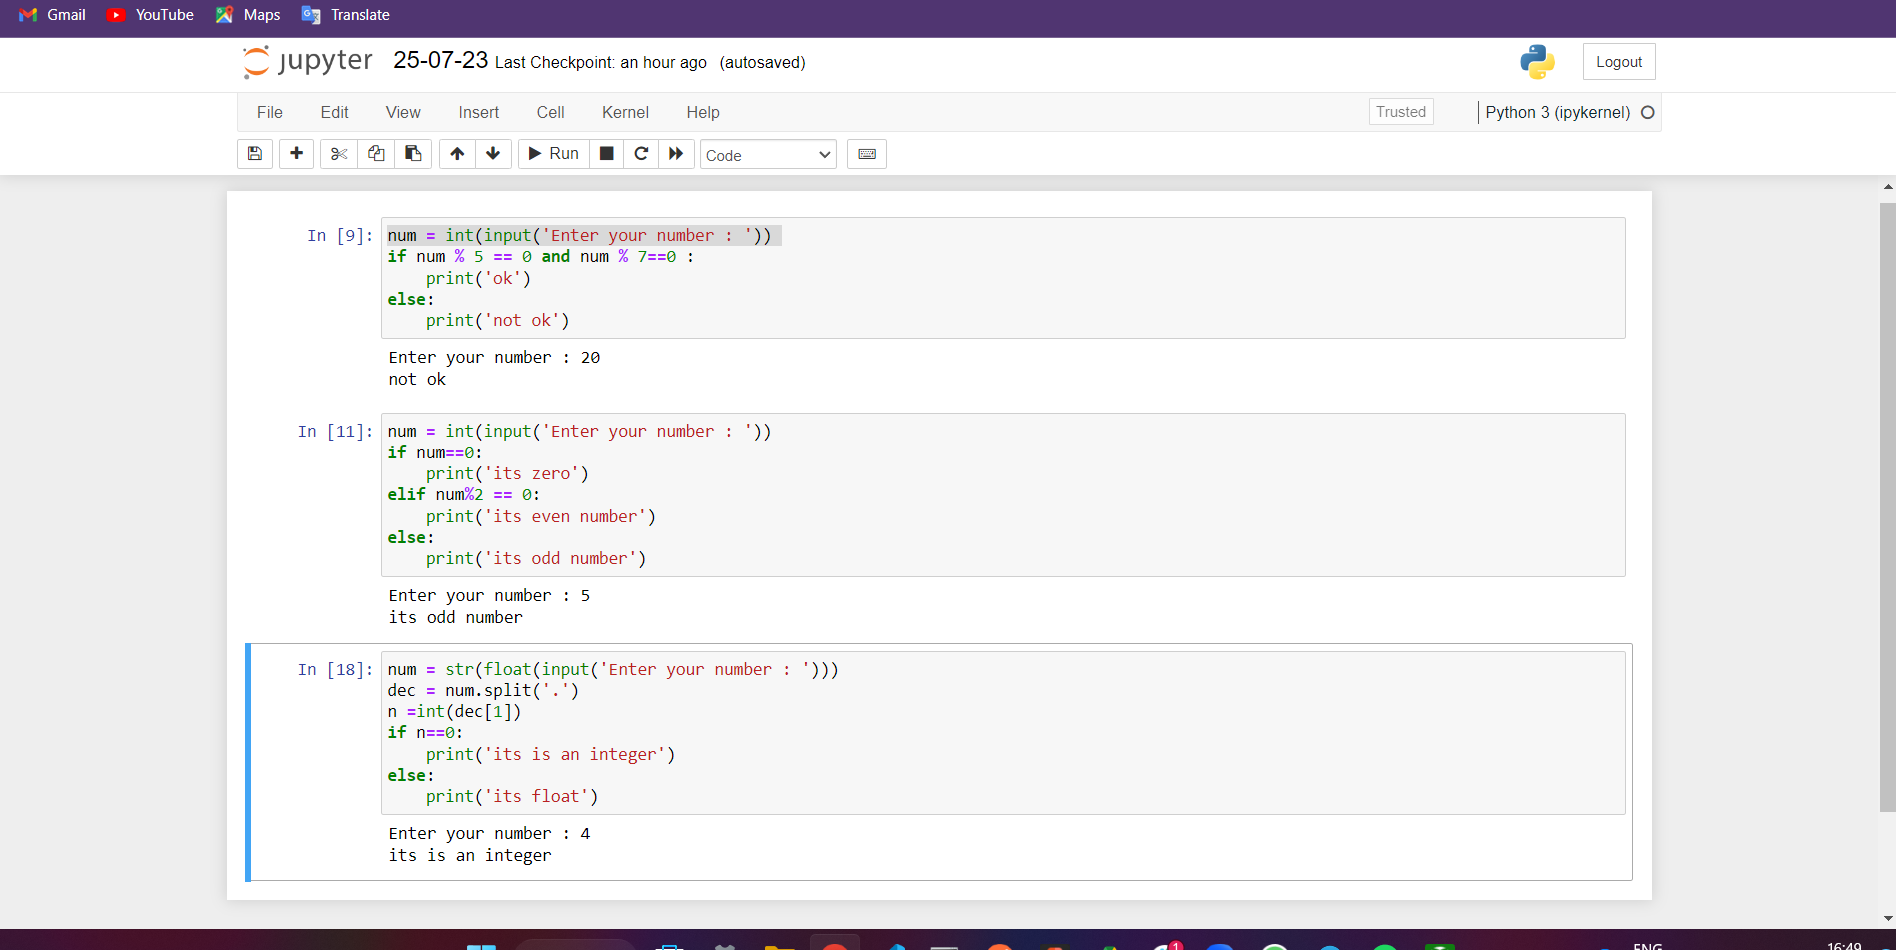 Gmail YouTube Maps Translate
jupyter 25-07-23 Last Checkpoint: an hour ago (autosaved) Logout
File Edit View Insert Cell Kernel Help Trusted Python 3 (ipykernel)
Run Code
In [9]: num = int(input('Enter your number : '))
if num % 5 == 0 and num % 7==0 :
    print('ok')
else:
    print('not ok')
Enter your number : 20
not ok
In [11]: num = int(input('Enter your number : '))
if num==0:
    print('its zero')
elif num%2 == 0:
    print('its even number')
else:
    print('its odd number')
Enter your number : 5
its odd number
In [18]: num = str(float(input('Enter your number : ')))
dec = num.split('.')
n =int(dec[1])
if n==0:
    print('its is an integer')
else:
    print('its float')
Enter your number : 4
its is an integer
1 ENG 16:49